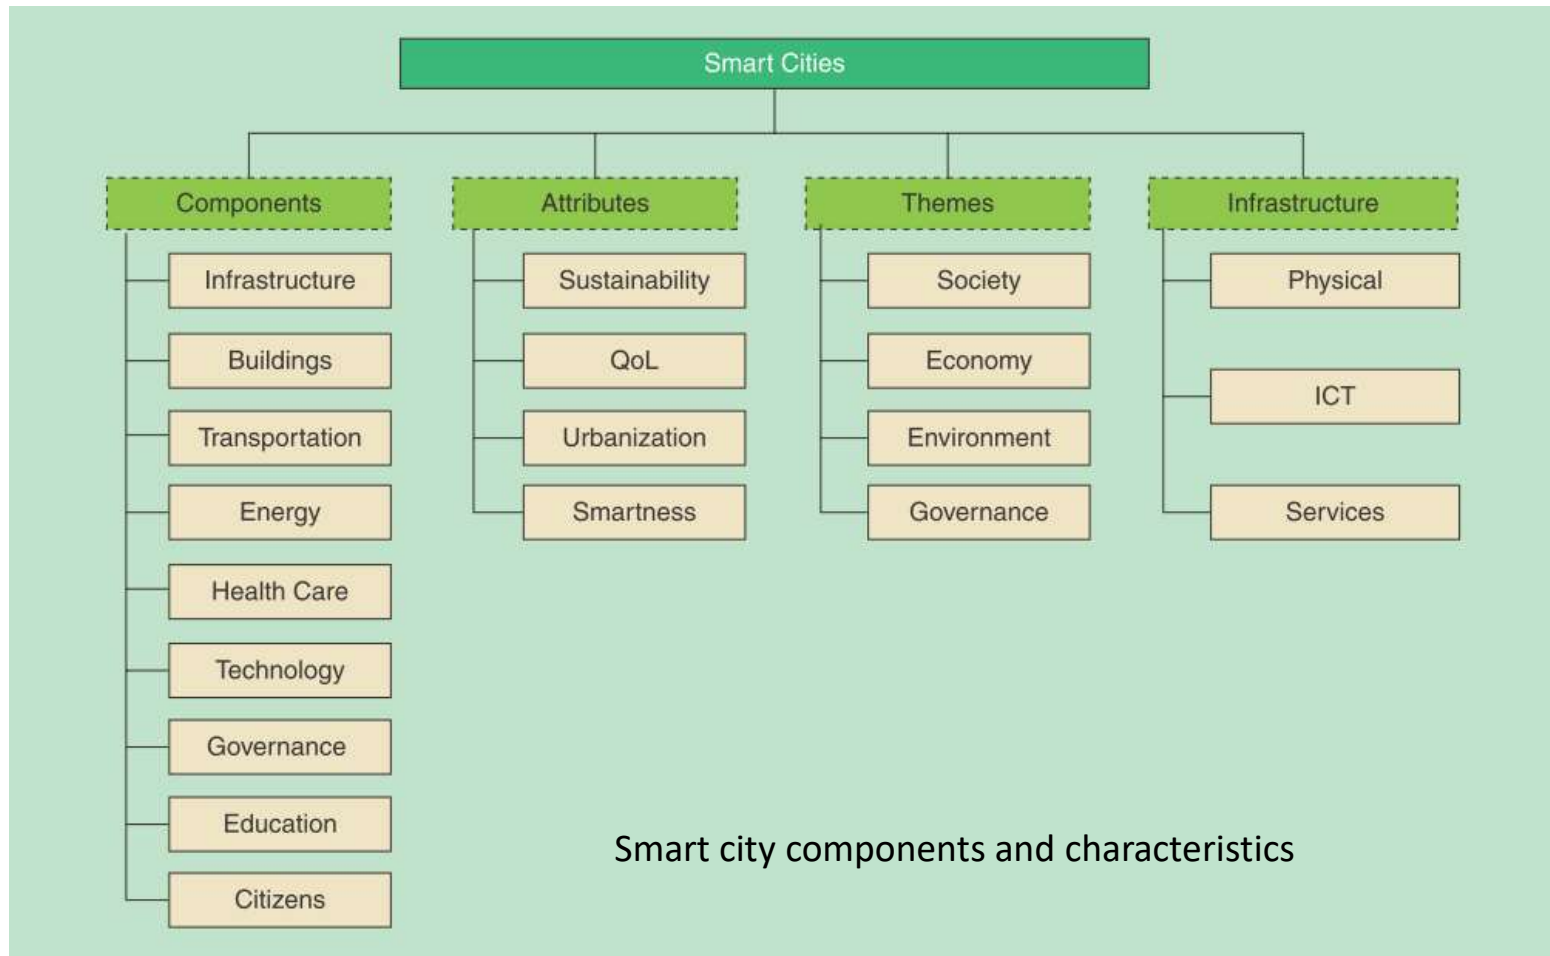 Smart Cities
Components
Infrastructure
Buildings
Transportation
Energy
Health Care
Technology
Governance
Education
Citizens
Attributes
Sustainability
QoL
Urbanization
Smartness
Themes
Society
Economy
Environment
Governance
Infrastructure
Physical
ICT
Services
Smart city components and characteristics